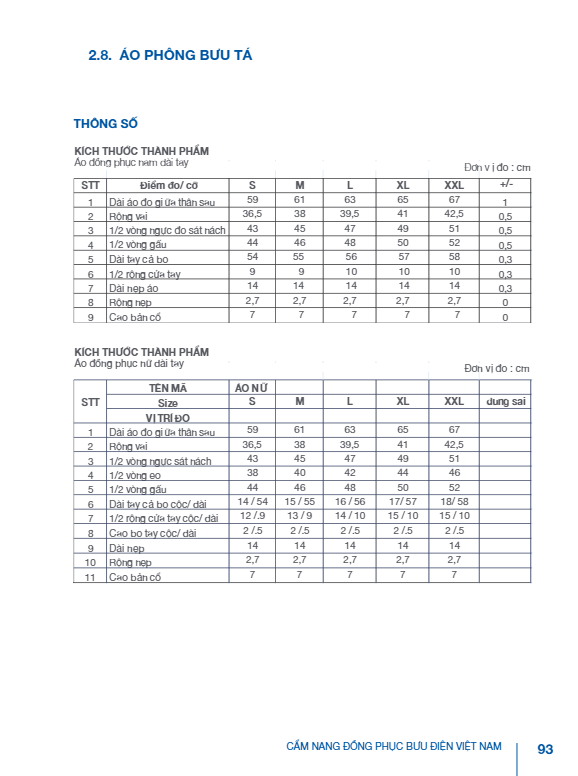 2.8. ÁO PHÔNG BƯU TÁ
THÔNG SỐ
KÍCH THƯỚC THÀNH PHẨM
Áo đồng phục nam dài tay
Đơn vị đo : cm
STT Điểm đo/ cỡ S M L XL XXL +/-
1 Dài áo đo giữa thân sau 59 61 63 65 67 1
2 Rộng vai 36,5 38 39,5 41 42,5 0,5
3 1/2 vòng ngực đo sát nách 43 45 47 49 51 0,5
4 1/2 vòng gấu 44 46 48 50 52 0,5
5 Dài tay cả bo 54 55 56 57 58 0,3
6 1/2 rộng cửa tay 9 9 10 10 10 0,3
7 Dài nẹp áo 14 14 14 14 14 0,3
8 Rộng nẹp 2,7 2,7 2,7 2,7 2,7 0
9 Cao bản cổ 7 7 7 7 7 0
KÍCH THƯỚC THÀNH PHẨM
Áo đồng phục nữ dài tay
Đơn vị đo : cm
TÊN MÃ ÁO NỮ
STT Size S M L XL XXL dung sai
VỊ TRÍ ĐO
1 Dài áo đo giữa thân sau 59 61 63 65 67
2 Rộng vai 36,5 38 39,5 41 42,5
3 1/2 vòng ngực sát nách 43 45 47 49 51
4 1/2 vòng eo 38 40 42 44 46
5 1/2 vòng gấu 44 46 48 50 52
6 Dài tay cả bo cộc/ dài 14 / 54 15 / 55 16 / 56 17/ 57 18/ 58
7 1/2 rộng cửa tay cộc/ dài 12 /.9 13 / 9 14 / 10 15 / 10 15 / 10
8 Cao bo tay cộc/ dài 2 /.5 2 /.5 2 /.5 2 /.5 2 /.5
9 Dài nẹp 14 14 14 14 14
10 Rộng nẹp 2,7 2,7 2,7 2,7 2,7
11 Cao bản cổ 7 7 7 7 7
CẨM NANG ĐỒNG PHỤC BƯU ĐIỆN VIỆT NAM 93